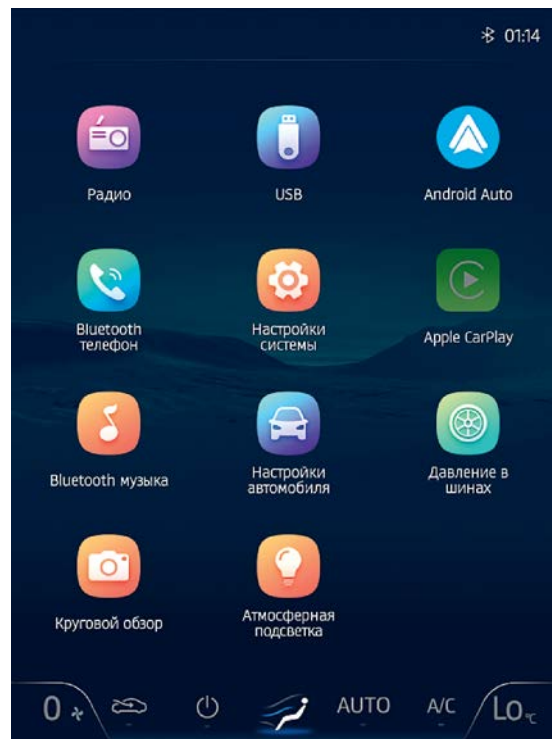 01:14
Радио
USB
Android Auto
Bluetooth
телефон
Настройки
системы
Apple CarPlay
Bluetooth музыка
Настройки
автомобиля
Давление в
шинах
Круговой обзор
Атмосферная
подсветка
0
AUTO
A/C
Lo °C